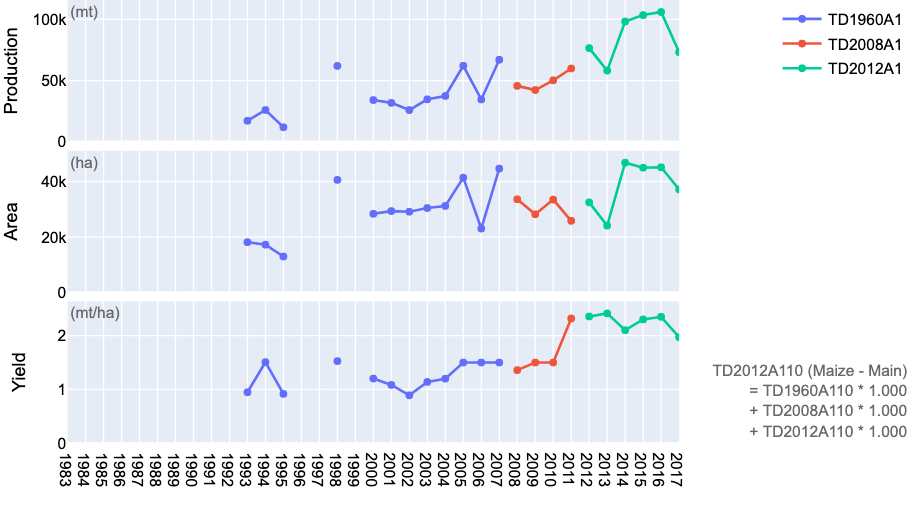 (mt)
100k
50k
0
Production
TD1960A1
TD2008A1
TD2012A1
(ha)
40k
20k
0
Area
(mt/ha)
2
1
0
Yield
TD2012A110 (Maize - Main)
= TD1960A110 * 1.000
+ TD2008A110 * 1.000
+ TD2012A110 * 1.000
1983
1984
1985
1986
1987
1988
1989
1990
1991
1992
1993
1994
1995
1996
1997
1998
1999
2000
2001
2002
2003
2004
2005
2006
2007
2008
2009
2010
2011
2012
2013
2014
2015
2016
2017